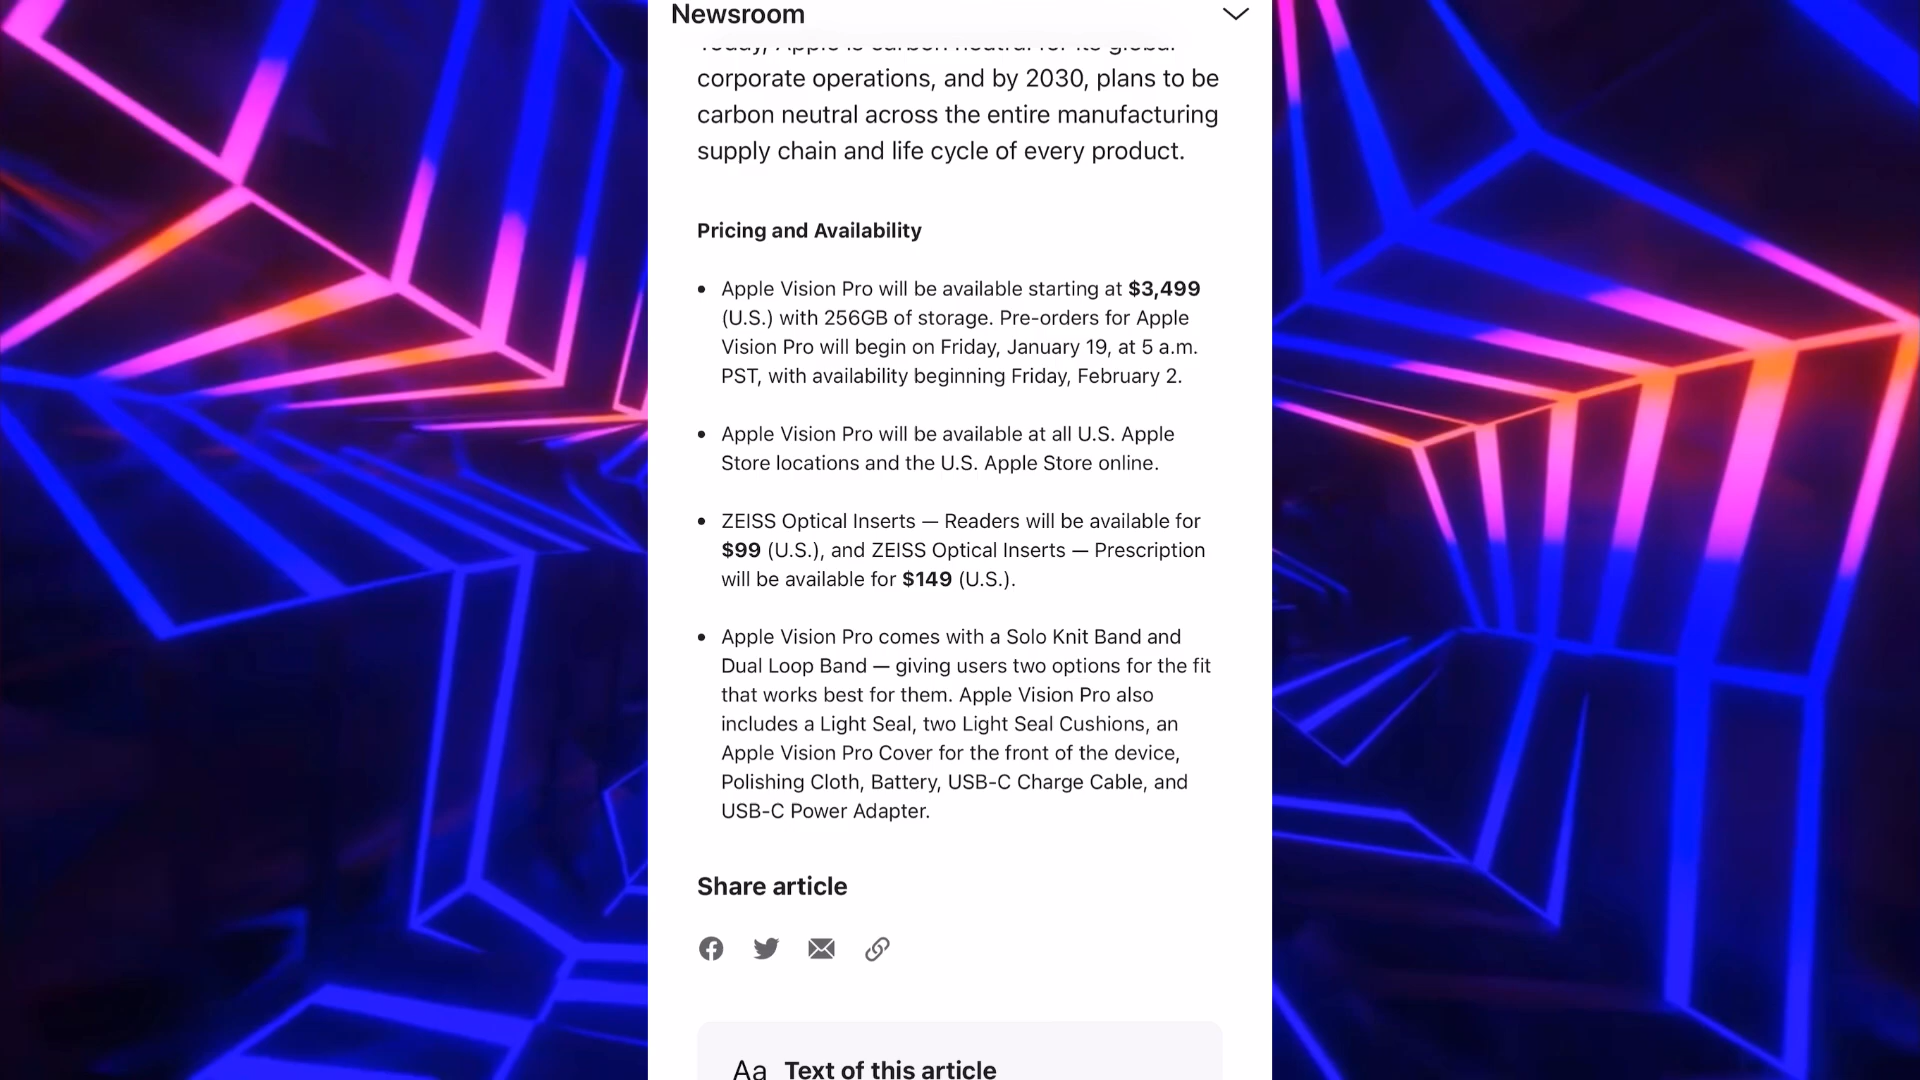 Newsroom
Today, Apple is carbon neutral for its global
corporate operations, and by 2030, plans to be
carbon neutral across the entire manufacturing
supply chain and life cycle of every product.
Pricing and Availability
• Apple Vision Pro will be available starting at $3,499
(U.S.) with 256GB of storage. Pre-orders for Apple
Vision Pro will begin on Friday, January 19, at 5 a.m.
PST, with availability beginning Friday, February 2.
• Apple Vision Pro will be available at all U.S. Apple
Store locations and the U.S. Apple Store online.
• ZEISS Optical Inserts — Readers will be available for
$99 (U.S.), and ZEISS Optical Inserts — Prescription
will be available for $149 (U.S.).
• Apple Vision Pro comes with a Solo Knit Band and
Dual Loop Band — giving users two options for the fit
that works best for them. Apple Vision Pro also
includes a Light Seal, two Light Seal Cushions, an
Apple Vision Pro Cover for the front of the device,
Polishing Cloth, Battery, USB-C Charge Cable, and
USB-C Power Adapter.
Share article
Aa Text of this article